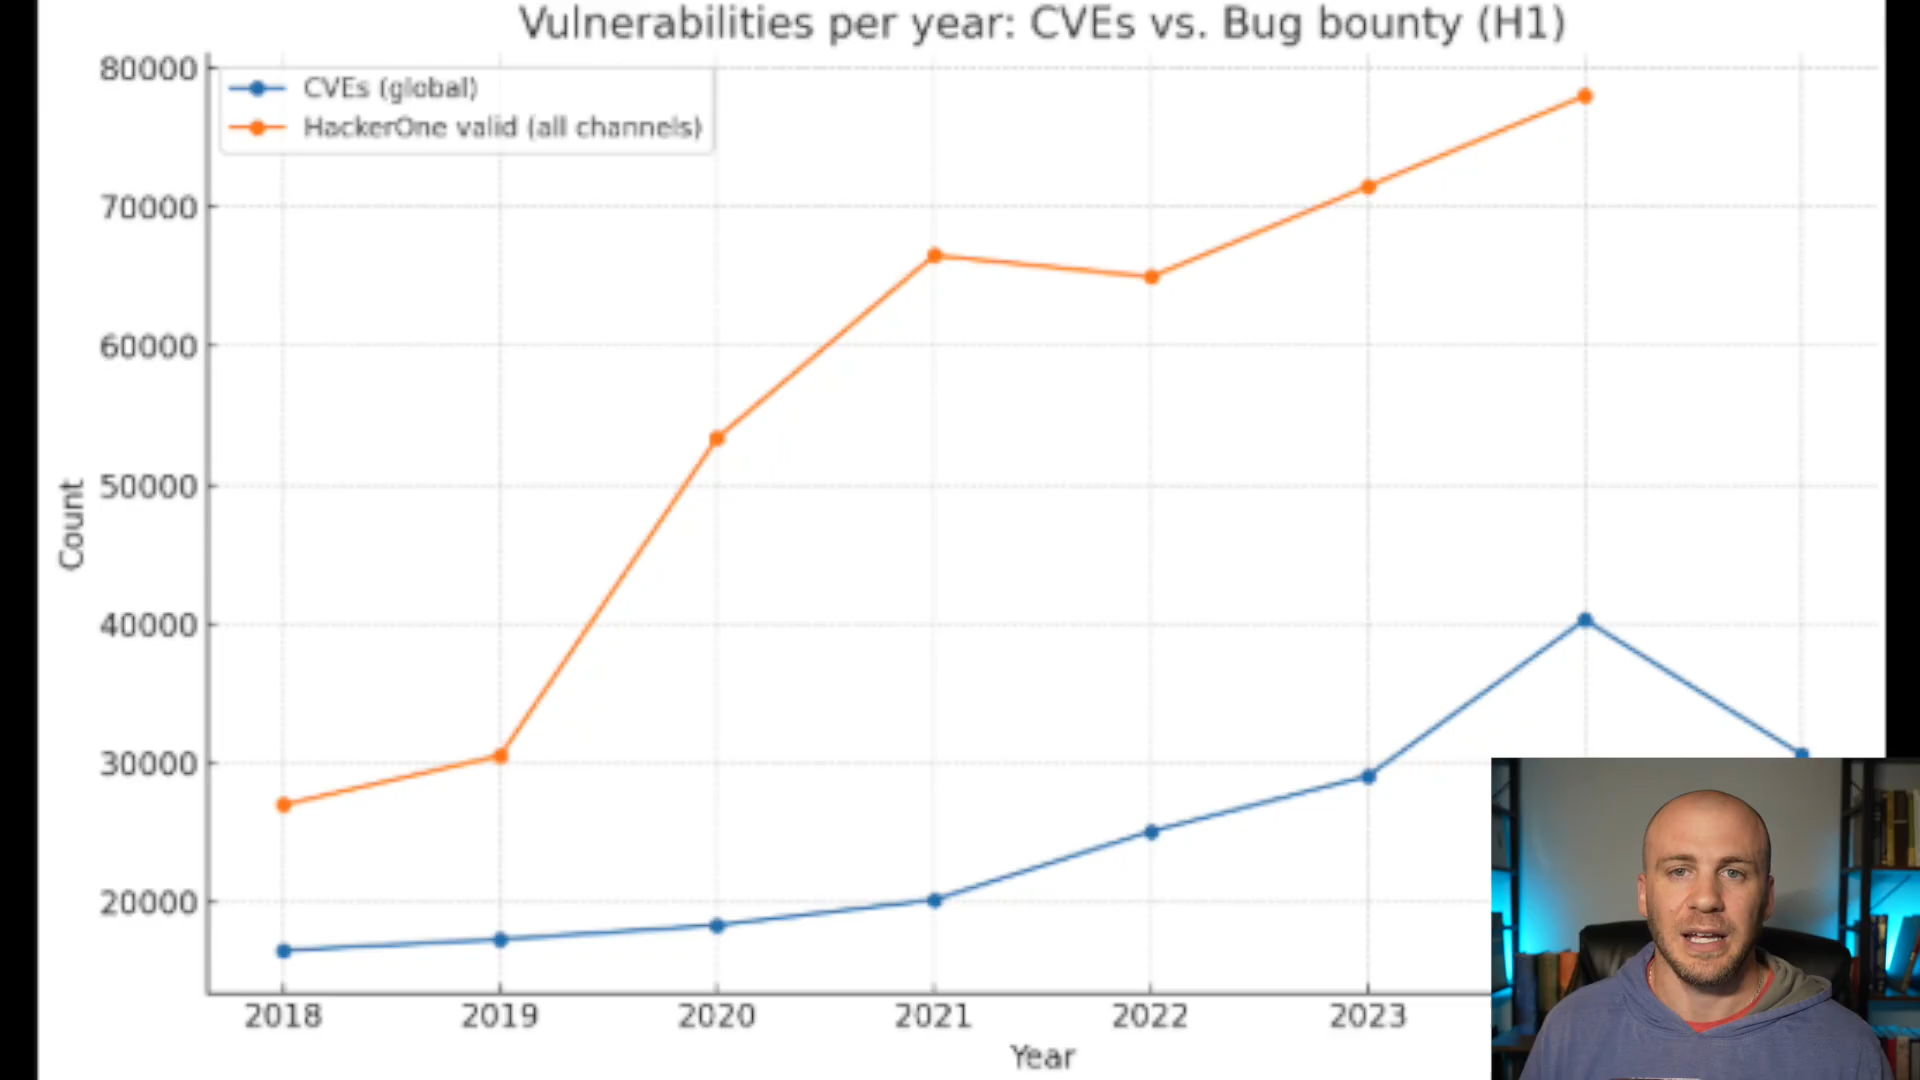 Vulnerabilities per year: CVEs vs. Bug bounty (H1)
CVEs (global)
HackerOne valid (all channels)
80000
70000
60000
50000
40000
30000
20000
Count
2018 2019 2020 2021 2022 2023
Year